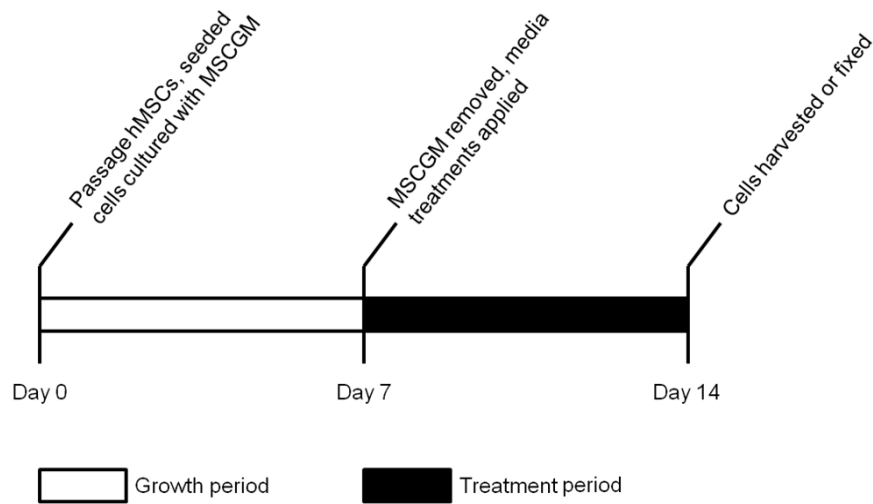 Passage hMSCs, seeded
cells cultured with MSCGM
MSCGM removed, media
treatments applied
Cells harvested or fixed
Day 0
Day 7
Day 14
Growth period
Treatment period